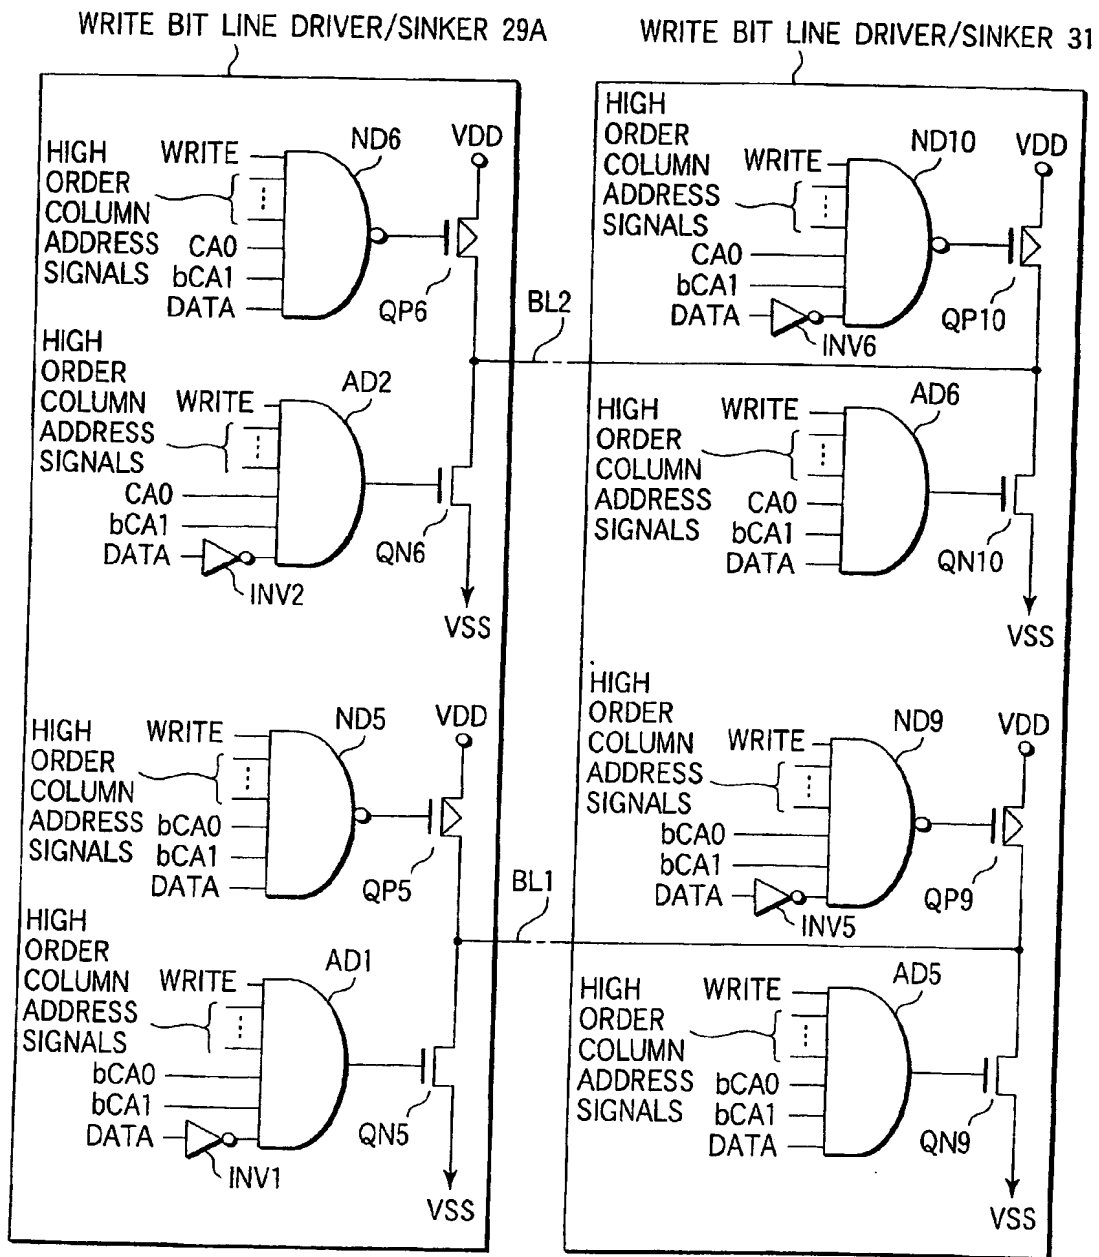 WRITE BIT LINE DRIVER/SINKER 29A
WRITE BIT LINE DRIVER/SINKER 31
HIGH
ORDER
COLUMN
ADDRESS
SIGNALS
WRITE
CA0
bCA1
DATA
ND6
VDD
QP6
BL2
HIGH
ORDER
COLUMN
ADDRESS
SIGNALS
WRITE
CA0
bCA1
DATA
INV2
AD2
QN6
VSS
HIGH
ORDER
COLUMN
ADDRESS
SIGNALS
WRITE
bCA0
bCA1
DATA
ND5
VDD
QP5
BL1
HIGH
ORDER
COLUMN
ADDRESS
SIGNALS
WRITE
bCA0
bCA1
DATA
INV1
AD1
QN5
VSS
HIGH
ORDER
COLUMN
ADDRESS
SIGNALS
WRITE
CA0
bCA1
DATA
INV6
ND10
VDD
QP10
HIGH
ORDER
COLUMN
ADDRESS
SIGNALS
WRITE
CA0
bCA1
DATA
AD6
QN10
VSS
HIGH
ORDER
COLUMN
ADDRESS
SIGNALS
WRITE
bCA0
bCA1
DATA
INV5
ND9
VDD
QP9
HIGH
ORDER
COLUMN
ADDRESS
SIGNALS
WRITE
bCA0
bCA1
DATA
AD5
QN9
VSS